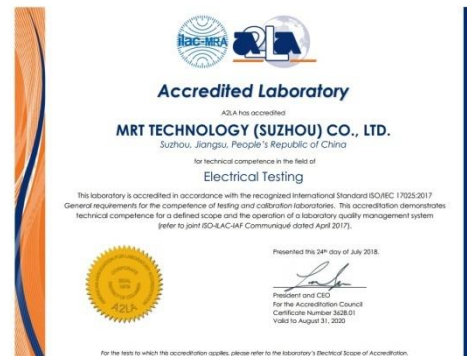 ilac-MRA
A2LA
Accredited Laboratory
A2LA has accredited
MRT TECHNOLOGY (SUZHOU) CO., LTD.
Suzhou, Jiangsu, People's Republic of China
for technical competence in the field of
Electrical Testing
This laboratory is accredited in accordance with the recognized International Standard ISO/IEC 17025:2017
General requirements for the competence of testing and calibration laboratories. This accreditation demonstrates
technical competence for a defined scope and the operation of a laboratory quality management system
(refer to joint ISO-ILAC-IAF Communiqué dated April 2017).
Presented this 24th day of July 2018.
President and CEO
For the Accreditation Council
Certificate Number 3628.01
Valid to August 31, 2020
CORPORATE
SEAL
1978
A2LA
For the tests to which this accreditation applies, please refer to the laboratory's Electrical Scope of Accreditation.